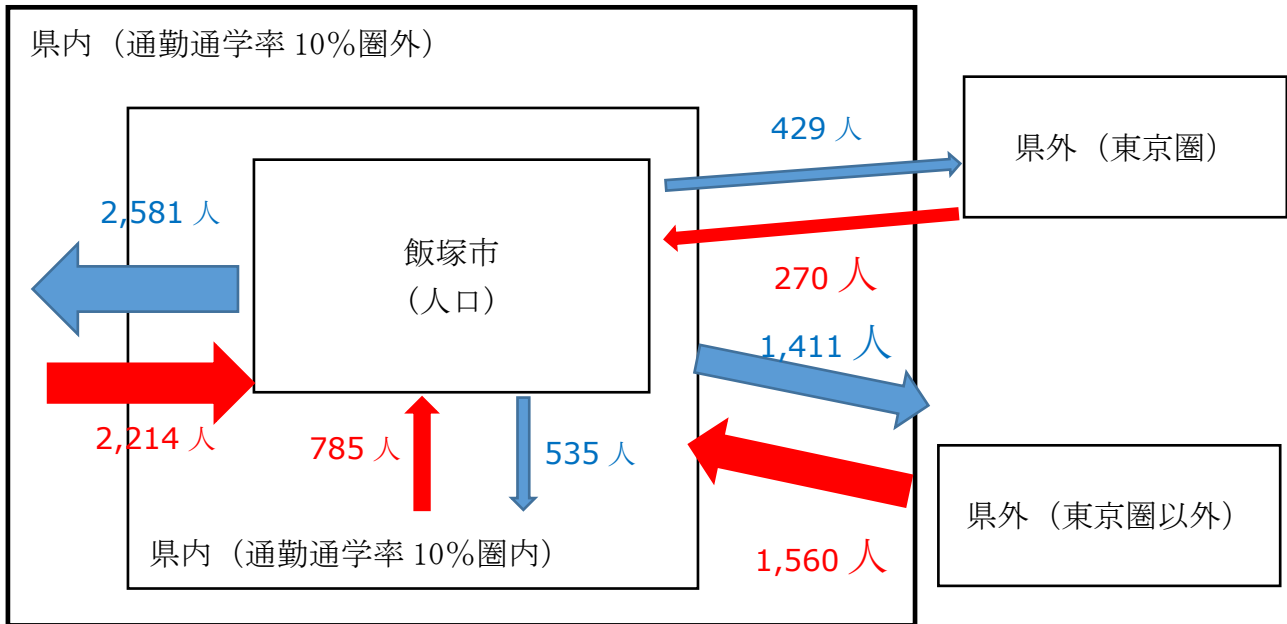 県内（通勤通学率 10％圏外）
429 人
県外（東京圏）
2,581 人
飯塚市
（人口）
270 人
1,411 人
2,214 人
785 人
535 人
県外（東京圏以外）
県内（通勤通学率 10％圏内）
1,560 人